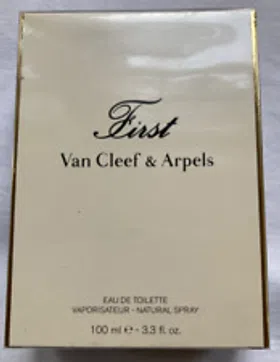 First
Van Cleef & Arpels
EAU DE TOILETTE
VAPORISATEUR - NATURAL SPRAY
100 ml ℮ - 3.3 fl. oz.